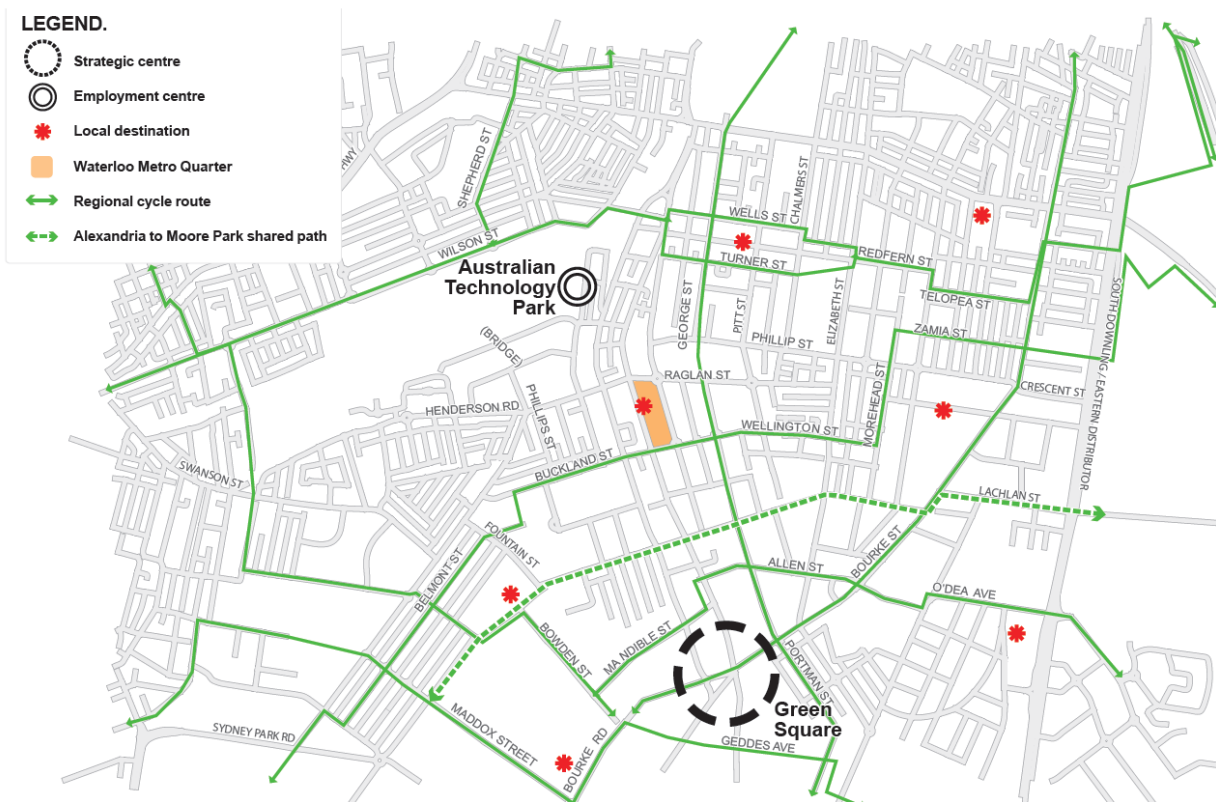 LEGEND.
Strategic centre
Employment centre
Local destination
Waterloo Metro Quarter
Regional cycle route
Alexandria to Moore Park shared path
HWY
SHEPHERD ST
WILSON ST
WELLS ST
CHALMERS ST
TURNER ST
REDFERN ST
TELOPEA ST
Australian
Technology
Park
GEORGE ST
PITT ST
ELIZABETH ST
PHILLIP ST
ZAMIA ST
SOUTH DOWLING / EASTERN DISTRIBUTOR
(BRIDGE)
RAGLAN ST
CRESCENT ST
HENDERSON RD
PHILLIPS ST
MOREHEAD ST
WELLINGTON ST
BUCKLAND ST
SWANSON ST
LACHLAN ST
FOUNTAIN ST
BELMONT ST
BOURKE ST
ALLEN ST
O'DEA AVE
BOWDEN ST
MA NDIBLE ST
PORTMAN ST
Green
Square
MADDOX STREET
SYDNEY PARK RD
BOURKE RD
GEDDES AVE